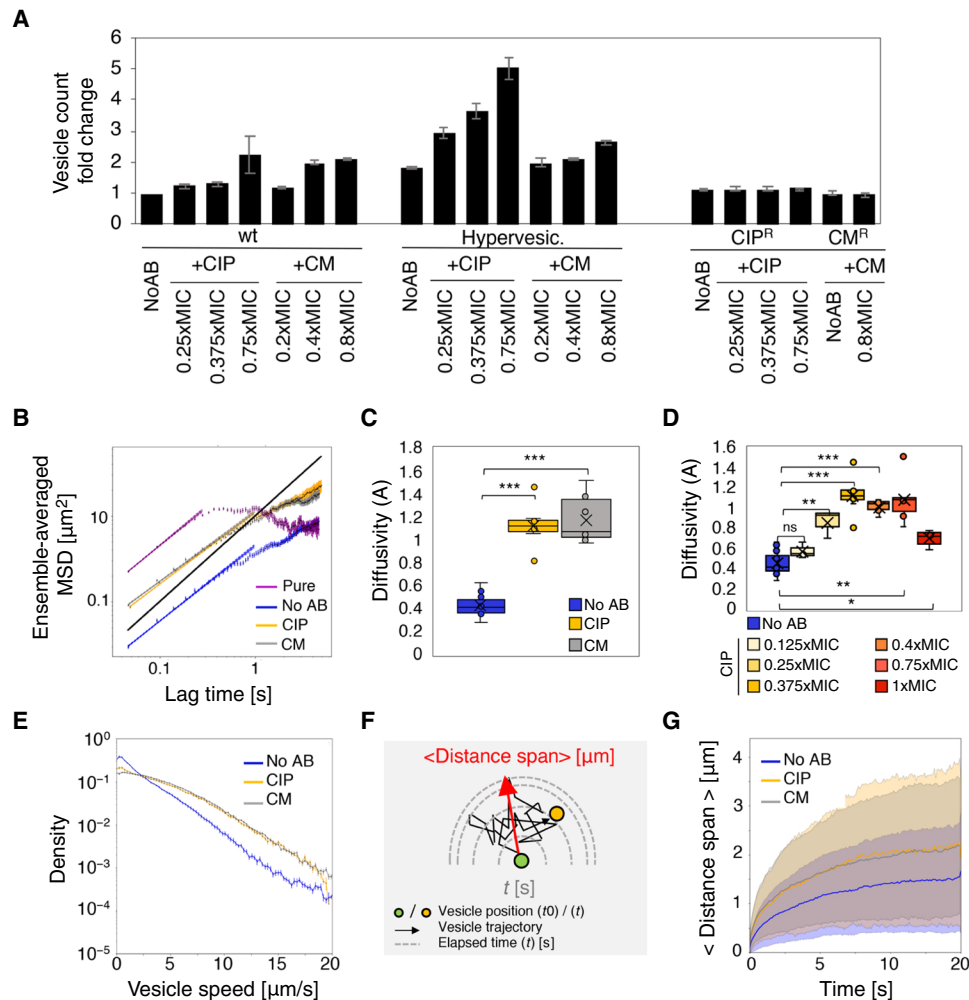 A
Vesicle count
fold change
6
5
4
3
2
1
0
wt
Hypervesic.
CIPR
CMR
NoAB
+CIP
+CM
NoAB
+CIP
+CM
NoAB
+CIP
+CM
0.25xMIC
0.375xMIC
0.75xMIC
0.2xMIC
0.4xMIC
0.8xMIC
0.25xMIC
0.375xMIC
0.75xMIC
0.2xMIC
0.4xMIC
0.8xMIC
0.25xMIC
0.375xMIC
0.75xMIC
NoAB
0.8xMIC
B
Ensemble-averaged
MSD [μm²]
10
0.1
Pure
No AB
CIP
CM
0.1
1
Lag time [s]
C
Diffusivity (A)
1.8
1.6
1.4
1.2
1
0.8
0.6
0.4
0.2
0
***
***
No AB
CIP
CM
D
Diffusivity (A)
1.6
1.4
1.2
1
0.8
0.6
0.4
0.2
0
***
***
**
ns
**
*
No AB
CIP
0.125xMIC
0.25xMIC
0.375xMIC
0.4xMIC
0.75xMIC
1xMIC
E
Density
10⁰
10⁻¹
10⁻²
10⁻³
10⁻⁴
10⁻⁵
No AB
CIP
CM
0 5 10 15 20
Vesicle speed [μm/s]
F
<Distance span> [μm]
t [s]
/ Vesicle position (t0) / (t)
Vesicle trajectory
Elapsed time (t) [s]
G
< Distance span > [μm]
4
3
2
1
0
No AB
CIP
CM
0 5 10 15 20
Time [s]